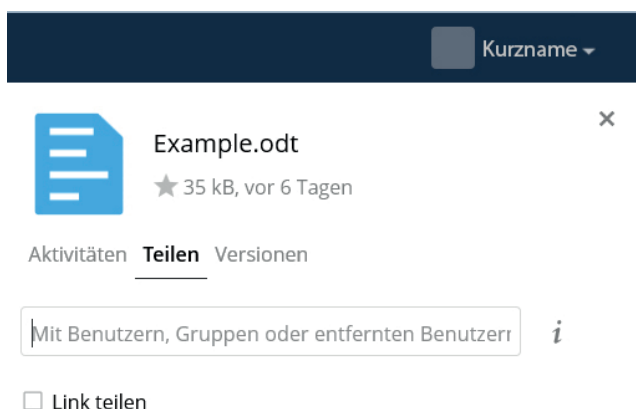 Kurzname
Example.odt
35 kB, vor 6 Tagen
Aktivitäten Teilen Versionen
Mit Benutzern, Gruppen oder entfernten Benutzern
i
Link teilen